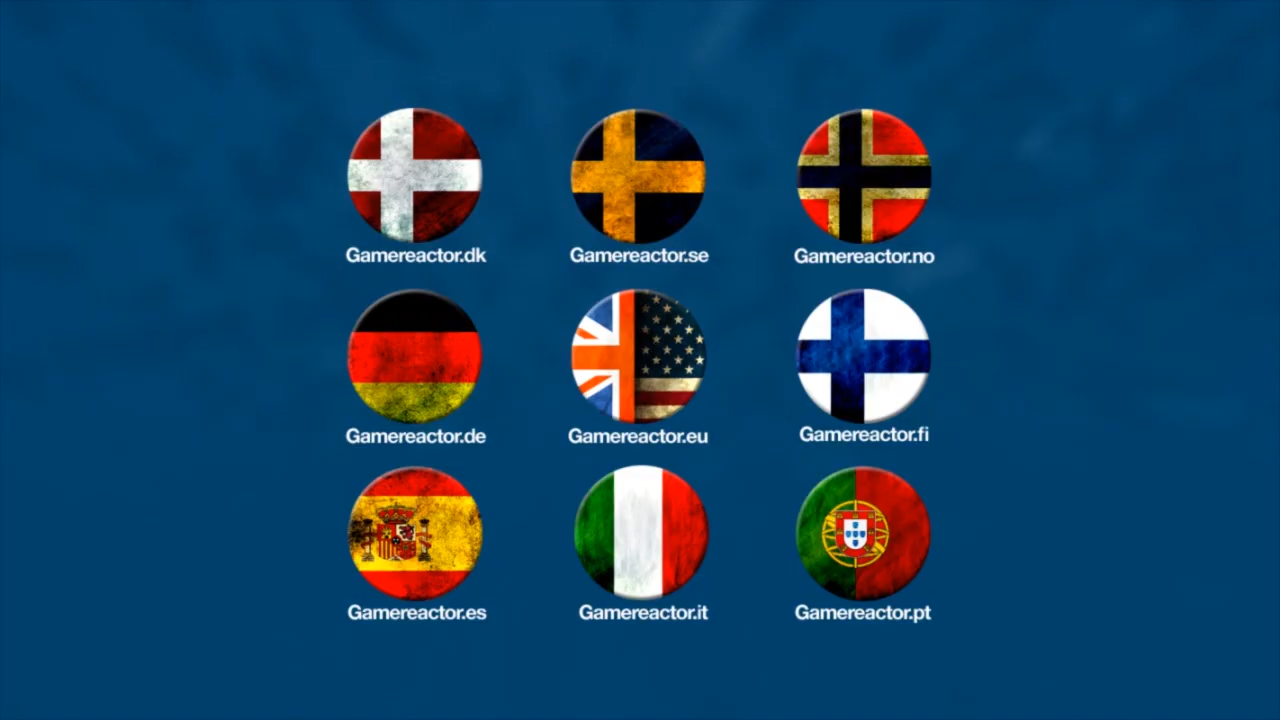 Gamereactor.dk
Gamereactor.se
Gamereactor.no
Gamereactor.de
Gamereactor.eu
Gamereactor.fi
Gamereactor.es
Gamereactor.it
Gamereactor.pt